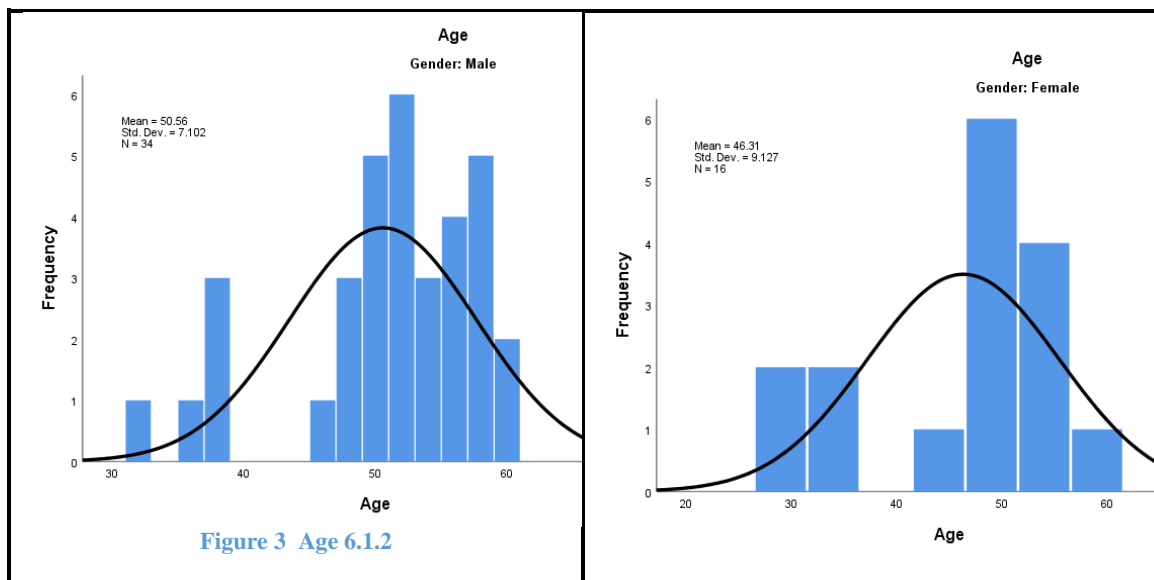 Age
Gender: Male
Mean = 50.56
Std. Dev. = 7.102
N = 34
6
5
4
3
2
1
0
Frequency
30 40 50 60
Age
Figure 3 Age 6.1.2
Age
Gender: Female
Mean = 46.31
Std. Dev. = 9.127
N = 16
6
5
4
3
2
1
0
Frequency
20 30 40 50 60
Age